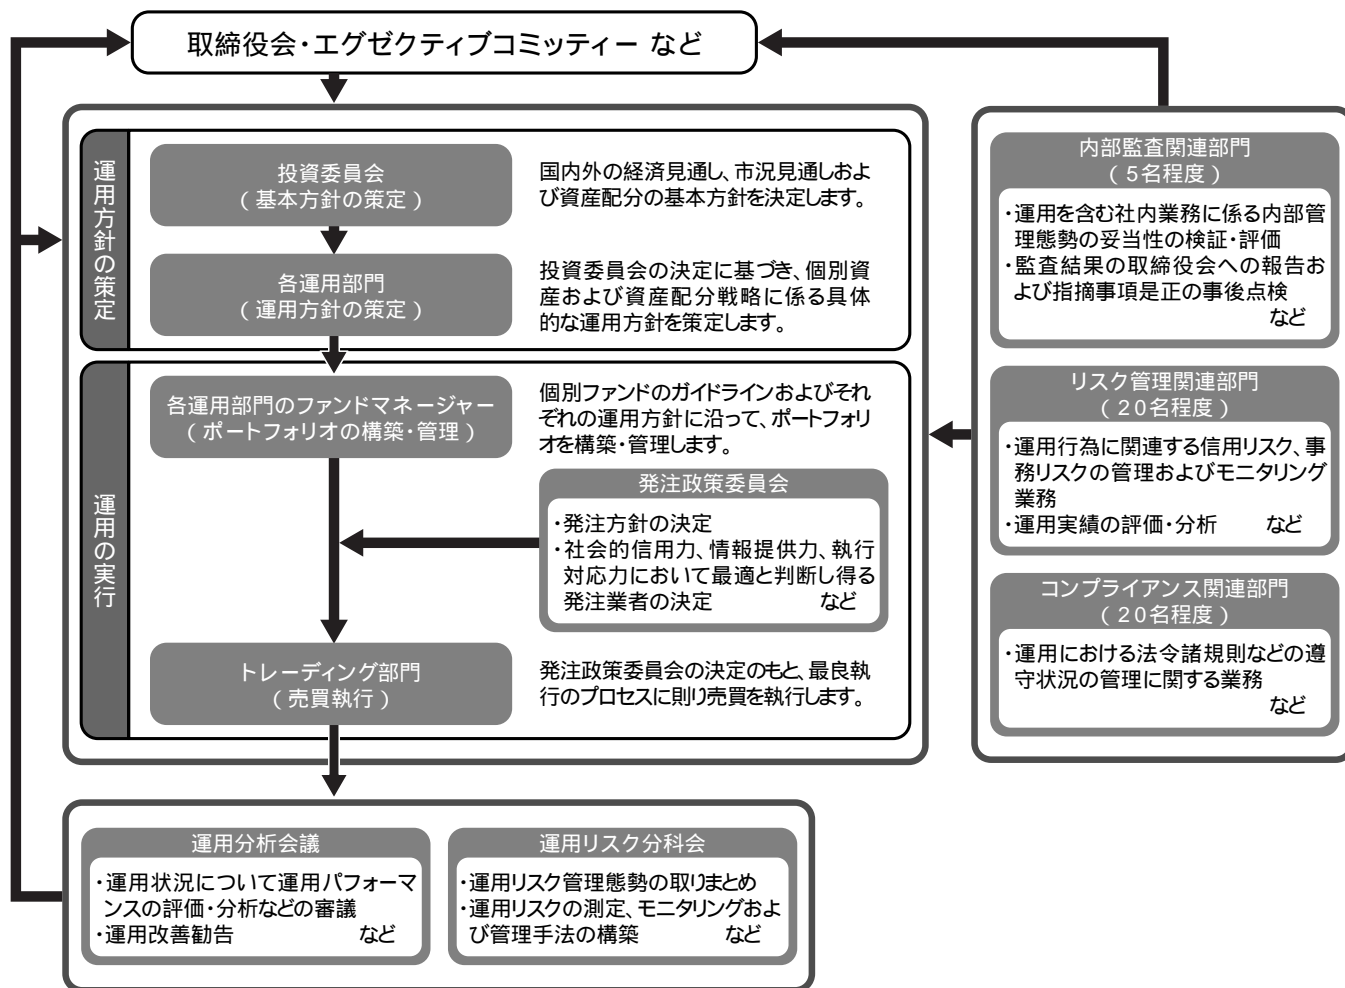 取締役会・エグゼクティブコミッティー など
運用方針の策定
投資委員会
(基本方針の策定)
国内外の経済見通し、市況見通しおよ
び資産配分の基本方針を決定します。
各運用部門
(運用方針の策定)
投資委員会の決定に基づき、個別資
産および資産配分戦略に係る具体
的な運用方針を策定します。
運用の実行
各運用部門のファンドマネージャー
(ポートフォリオの構築・管理)
個別ファンドのガイドラインおよびそれ
ぞれの運用方針に沿って、ポートフォリ
オを構築・管理します。
発注政策委員会
・発注方針の決定
・社会的信用力、情報提供力、執行
対応力において最適と判断し得る
発注業者の決定 など
トレーディング部門
(売買執行)
発注政策委員会の決定のもと、最良執
行のプロセスに則り売買を執行します。
内部監査関連部門
(5名程度)
・運用を含む社内業務に係る内部管
理態勢の妥当性の検証・評価
・監査結果の取締役会への報告お
よび指摘事項是正の事後点検
など
リスク管理関連部門
(20名程度)
・運用行為に関連する信用リスク、事
務リスクの管理およびモニタリング
業務
・運用実績の評価・分析 など
コンプライアンス関連部門
(20名程度)
・運用における法令諸規則などの遵
守状況の管理に関する業務
など
運用分析会議
・運用状況について運用パフォーマ
ンスの評価・分析などの審議
・運用改善勧告 など
運用リスク分科会
・運用リスク管理態勢の取りまとめ
・運用リスクの測定、モニタリングおよ
び管理手法の構築 など